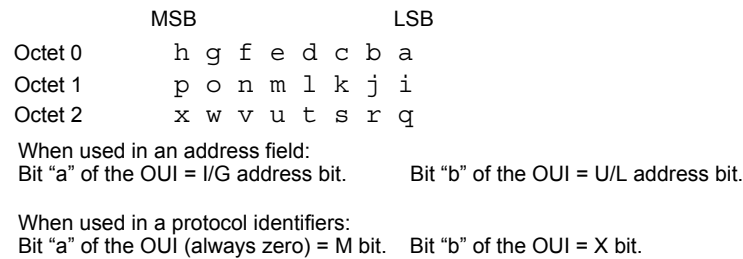 MSB LSB
Octet 0 h g f e d c b a
Octet 1 p o n m l k j i
Octet 2 x w v u t s r q
When used in an address field:
Bit “a” of the OUI = I/G address bit. Bit “b” of the OUI = U/L address bit.
When used in a protocol identifiers:
Bit “a” of the OUI (always zero) = M bit. Bit “b” of the OUI = X bit.